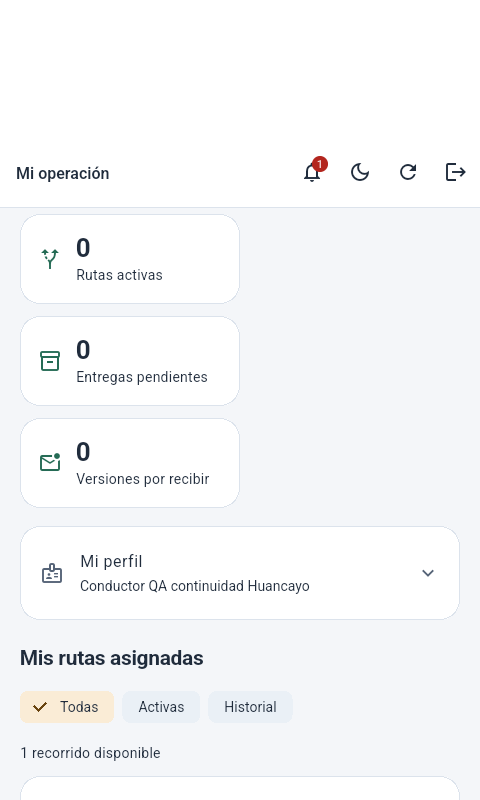 Mi operación
1
0
Rutas activas
0
Entregas pendientes
0
Versiones por recibir
Mi perfil
Conductor QA continuidad Huancayo
Mis rutas asignadas
Todas
Activas
Historial
1 recorrido disponible